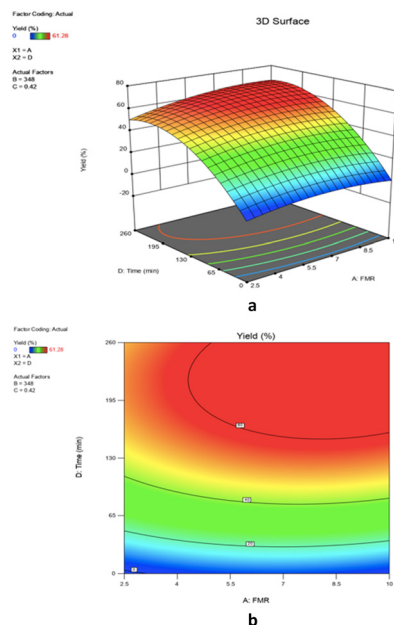 Factor Coding: Actual
3D Surface
Yield (%)
0 61.28
X1 = A
X2 = D
Actual Factors
B = 348
C = 0.42
80
60
40
20
0
-20
Yield (%)
260
195
130
65
0
D: Time (min)
2.5
4
5.5
7
8.5
A: FMR
a
Factor Coding: Actual
Yield (%)
Yield (%)
0 61.28
X1 = A
X2 = D
Actual Factors
B = 348
C = 0.42
260
195
130
65
0
D: Time (min)
0
2.5
4
5.5
7
8.5
10
A: FMR
b